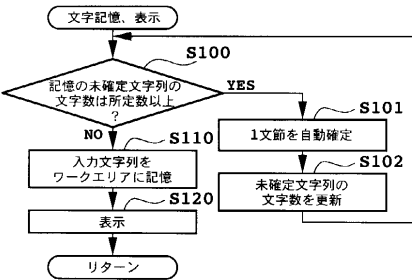 文字記憶、表示
S100
記憶の未確定文字列の
文字数は所定数以上
?
YES
NO
S101
1文節を自動確定
S110
入力文字列を
ワークエリアに記憶
S102
未確定文字列の
文字数を更新
S120
表示
リターン